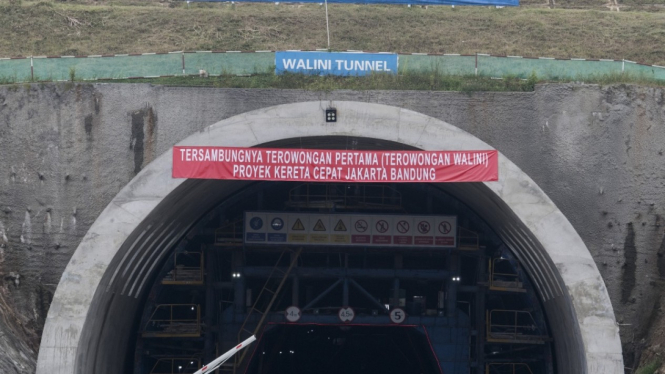 WALINI TUNNEL
TERSAMBUNGNYA TEROWONGAN PERTAMA (TEROWONGAN WALINI)
PROYEK KERETA CEPAT JAKARTA BANDUNG
5